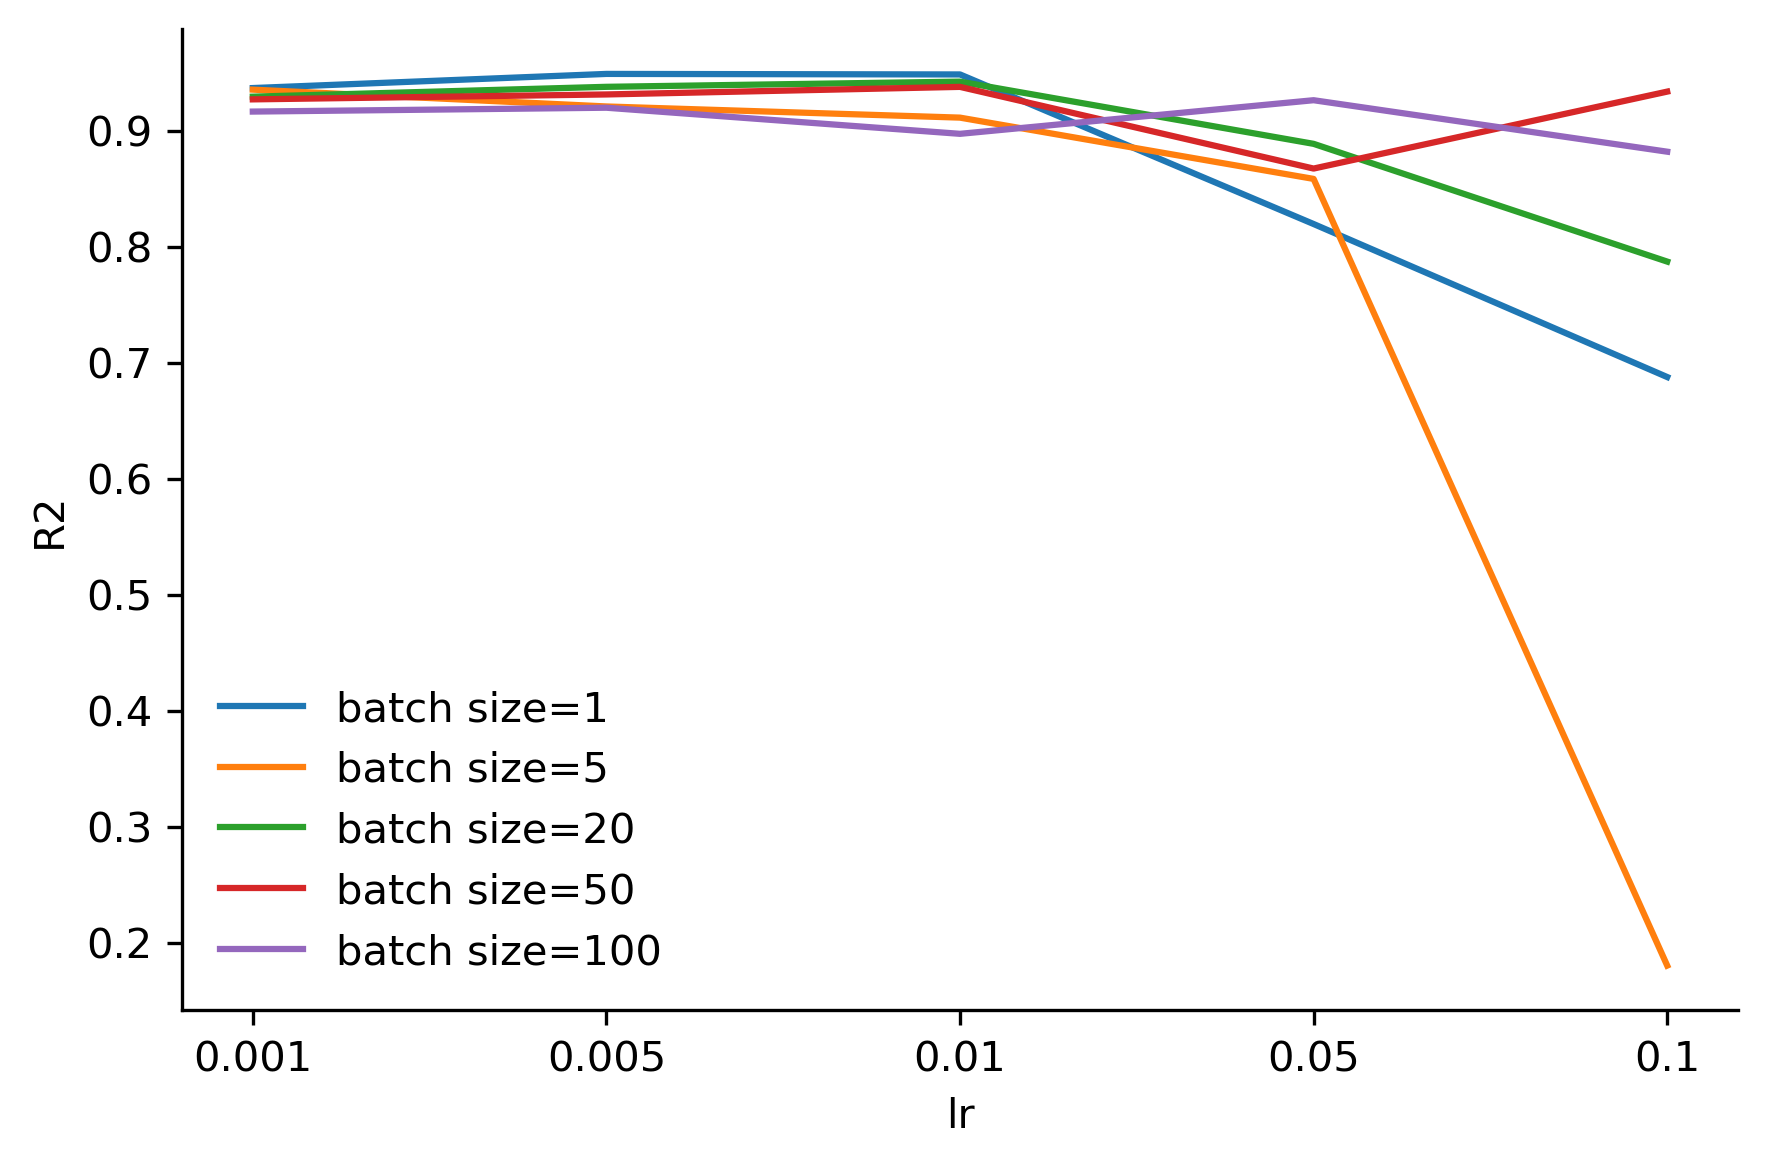 R2
0.9
0.8
0.7
0.6
0.5
0.4
0.3
0.2
batch size=1
batch size=5
batch size=20
batch size=50
batch size=100
0.001 0.005 0.01 0.05 0.1
lr